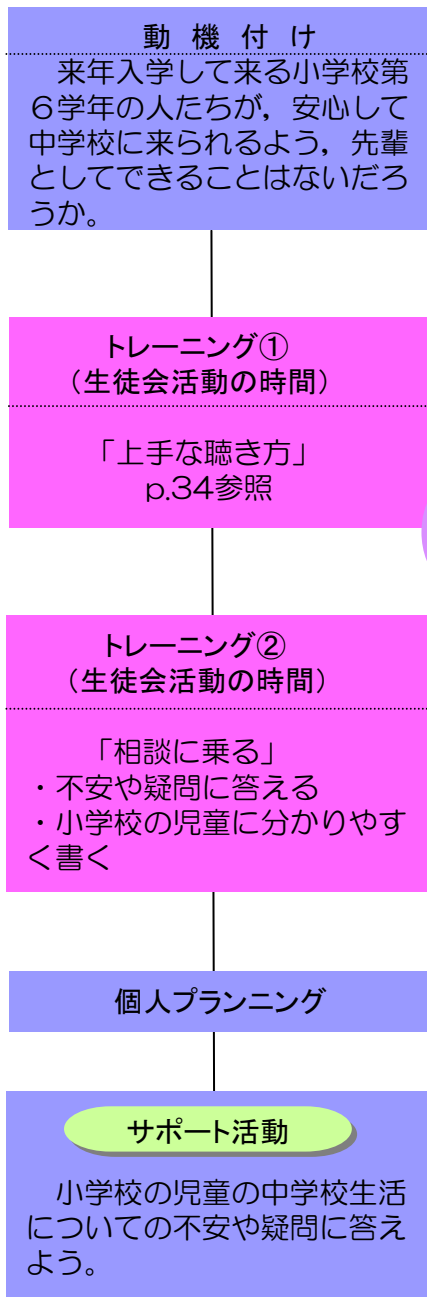 動 機 付 け
　来年入学して来る小学校第
６学年の人たちが，安心して
中学校に来られるよう，先輩
としてできることはないだろ
うか。
トレーニング①
（生徒会活動の時間）
「上手な聴き方」
p.34参照
トレーニング②
（生徒会活動の時間）
「相談に乗る」
・不安や疑問に答える
・小学校の児童に分かりやす
く書く
個人プランニング
サポート活動
　小学校の児童の中学校生活
についての不安や疑問に答え
よう。